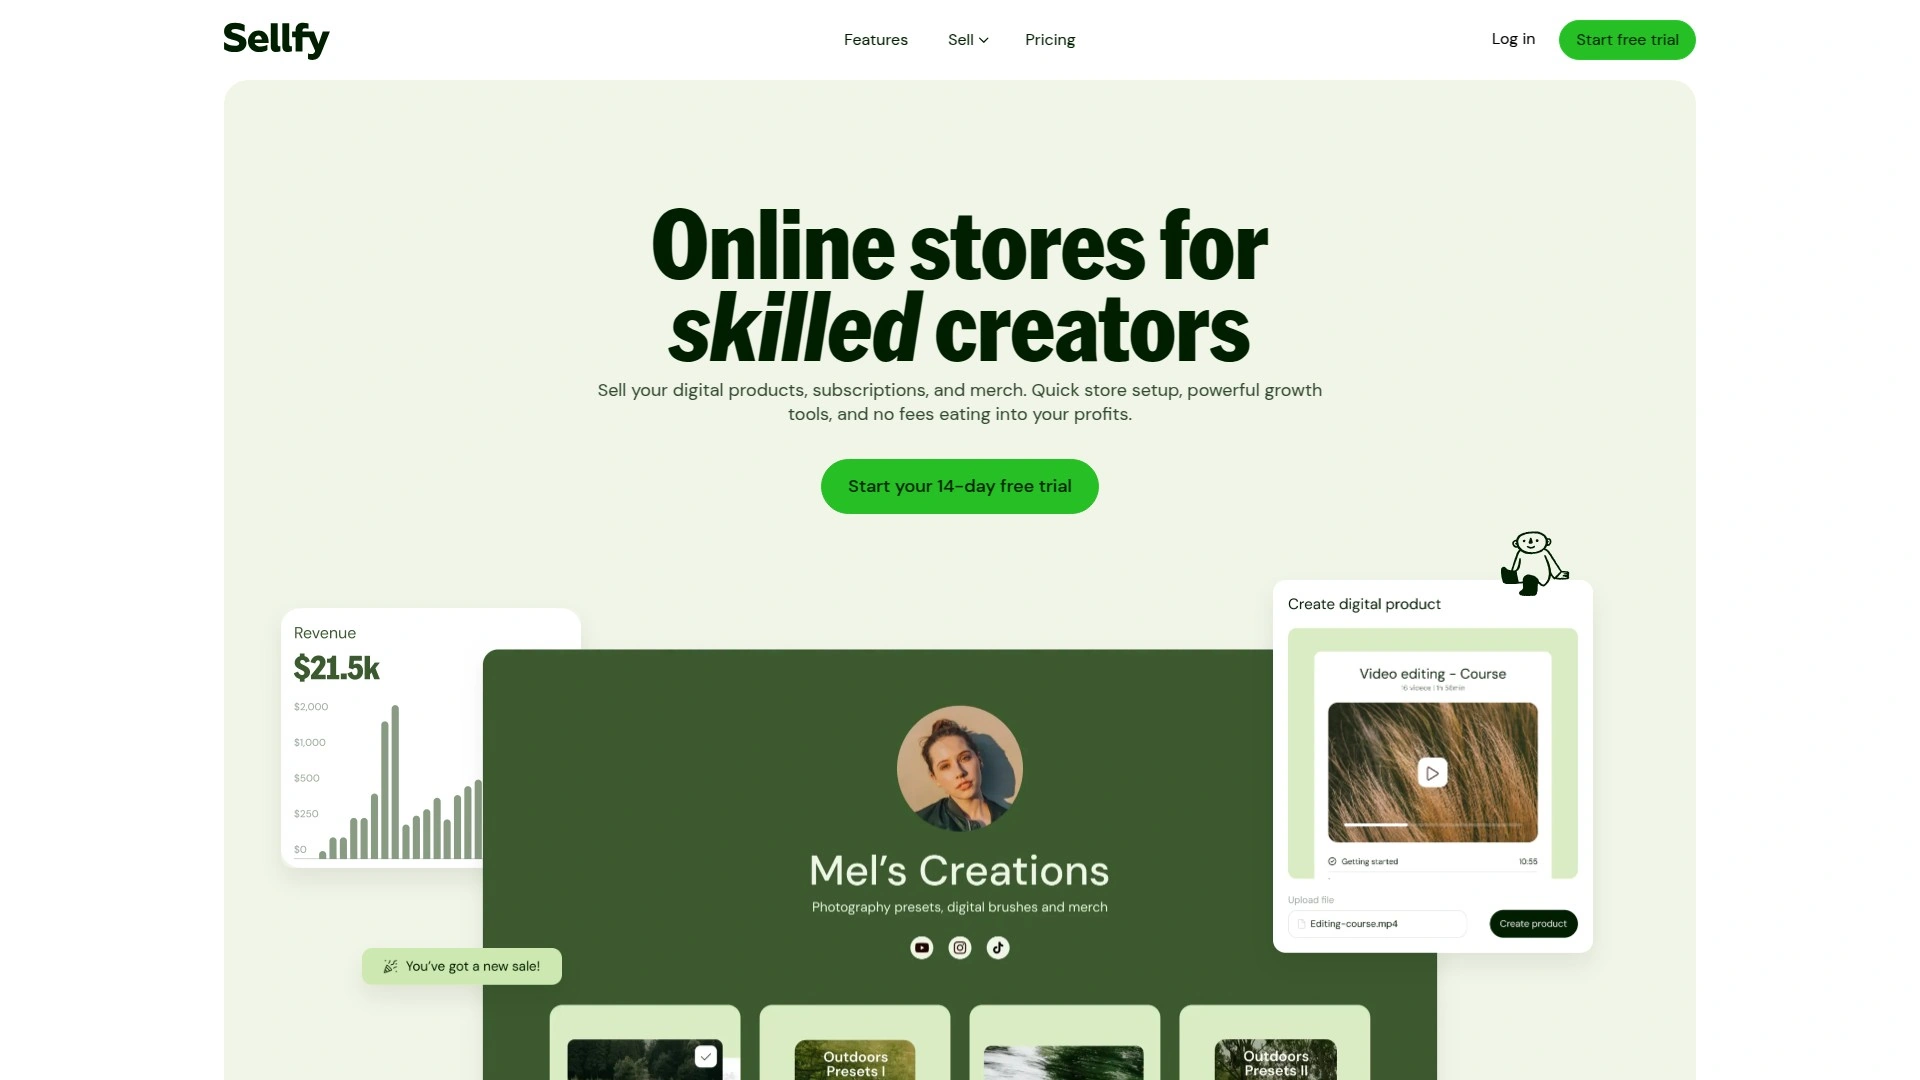 Sellfy
Features
Sell
Pricing
Log in
Start free trial
Online stores for
skilled creators
Sell your digital products, subscriptions, and merch. Quick store setup, powerful growth
tools, and no fees eating into your profits.
Start your 14-day free trial
Revenue
$21.5k
$2,000
$1,000
$500
$250
$0
Create digital product
Video editing - Course
16 videos | 1h 58min
Getting started
10:55
Upload file
Editing-course.mp4
Create product
Mel's Creations
Photography presets, digital brushes and merch
You've got a new sale!
Outdoors
Presets I
Outdoors
Presets II